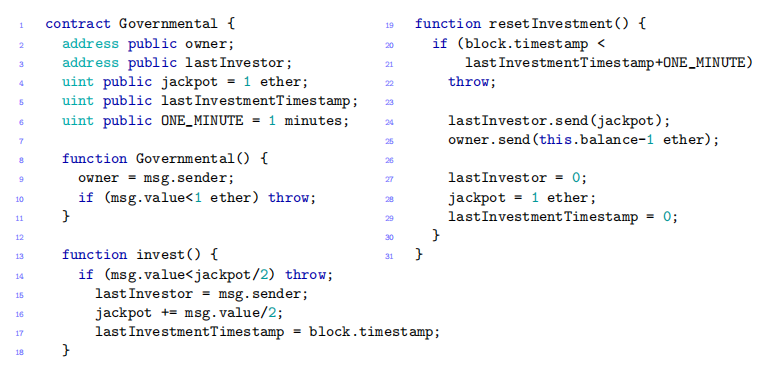 1 contract Governmental {
2 address public owner;
3 address public lastInvestor;
4 uint public jackpot = 1 ether;
5 uint public lastInvestmentTimestamp;
6 uint public ONE_MINUTE = 1 minutes;
7
8 function Governmental() {
9 owner = msg.sender;
10 if (msg.value<1 ether) throw;
11 }
12
13 function invest() {
14 if (msg.value<jackpot/2) throw;
15 lastInvestor = msg.sender;
16 jackpot += msg.value/2;
17 lastInvestmentTimestamp = block.timestamp;
18 }
19 function resetInvestment() {
20 if (block.timestamp <
21 lastInvestmentTimestamp+ONE_MINUTE)
22 throw;
23
24 lastInvestor.send(jackpot);
25 owner.send(this.balance-1 ether);
26
27 lastInvestor = 0;
28 jackpot = 1 ether;
29 lastInvestmentTimestamp = 0;
30 }
31 }